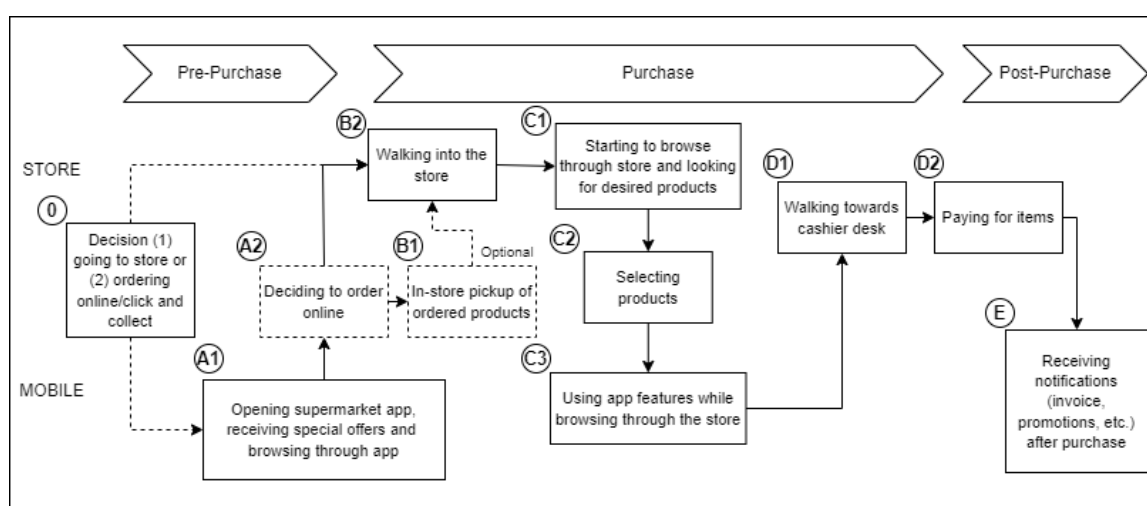 Pre-Purchase
Purchase
Post-Purchase
STORE
MOBILE
0
Decision (1)
going to store or
(2) ordering
online/click and
collect
A1
Opening supermarket app,
receiving special offers and
browsing through app
A2
Deciding to order
online
B1
In-store pickup of
ordered products
Optional
B2
Walking into the
store
C1
Starting to browse
through store and looking
for desired products
C2
Selecting
products
C3
Using app features while
browsing through the store
D1
Walking towards
cashier desk
D2
Paying for items
E
Receiving
notifications
(invoice,
promotions, etc.)
after purchase